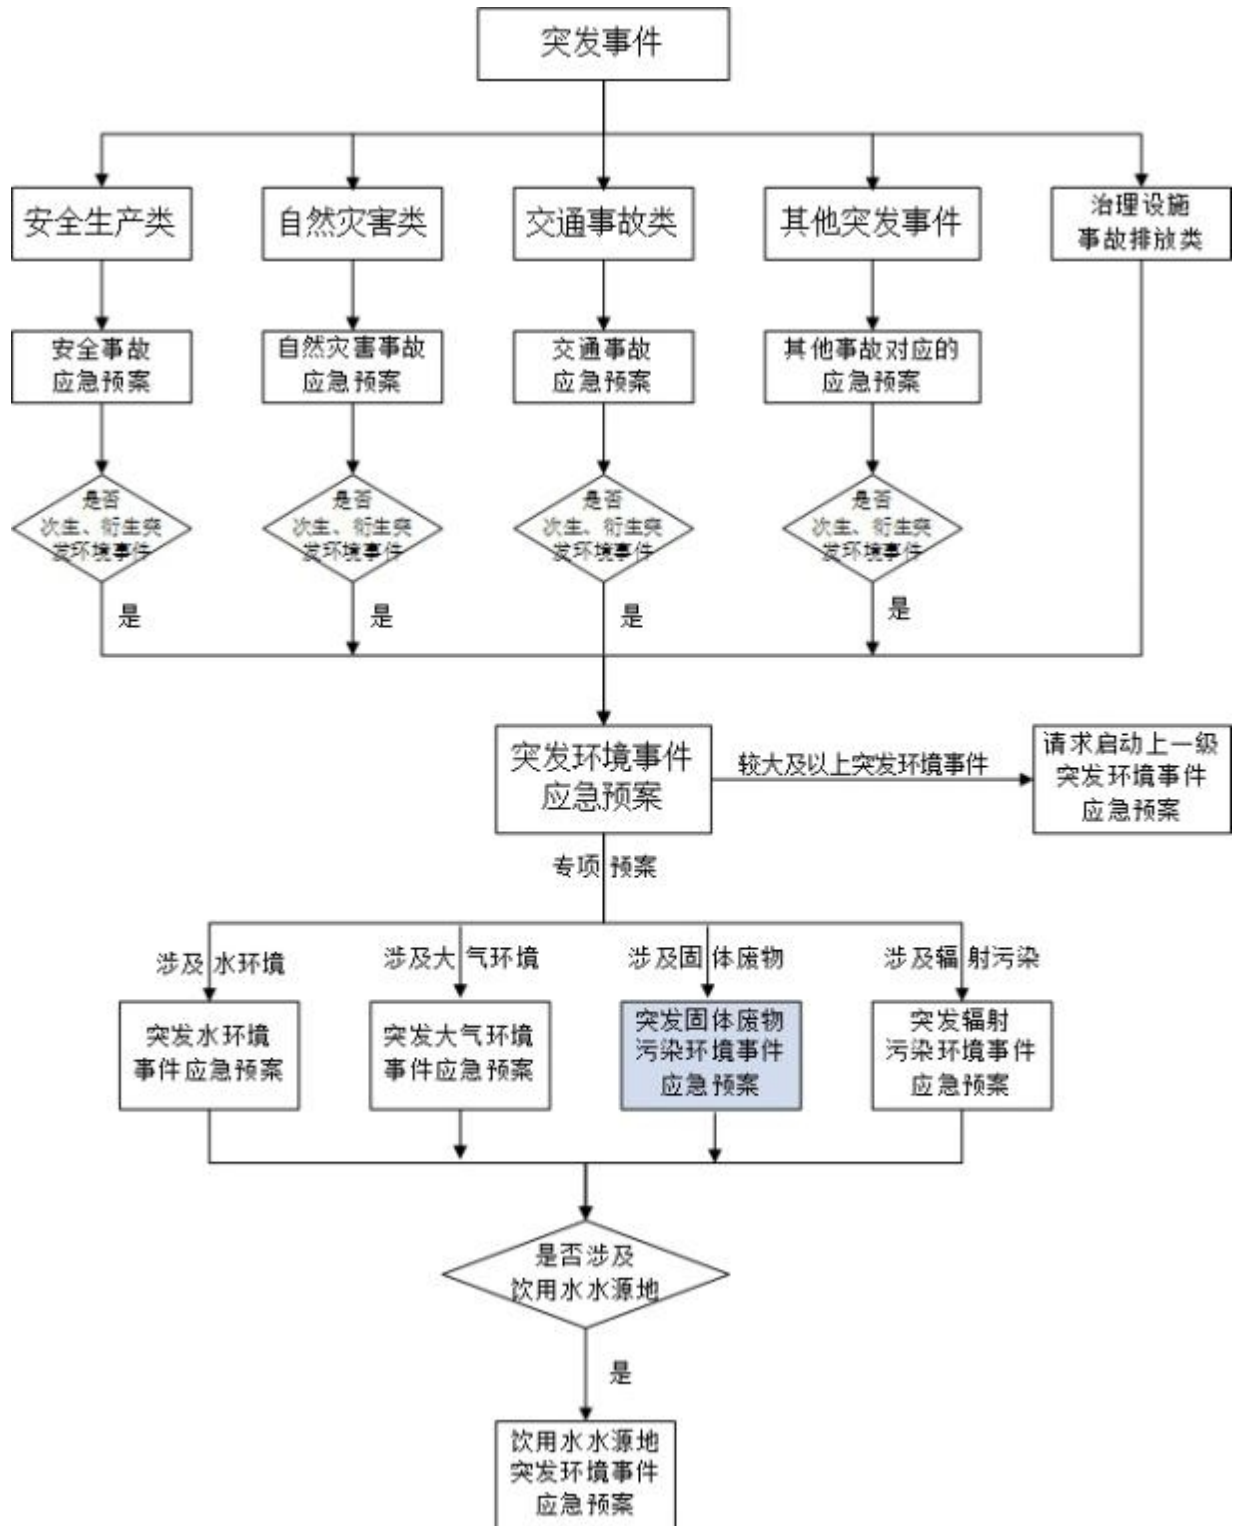 突发事件
安全生产类
自然灾害类
交通事故类
其他突发事件
治理设施
事故排放类
安全事故
应急预案
自然灾害事故
应急预案
交通事故
应急预案
其他事故对应的
应急预案
是否
次生、衍生突
发环境事件
是否
次生、衍生突
发环境事件
是否
次生、衍生突
发环境事件
是否
次生、衍生突
发环境事件
是
是
是
是
突发环境事件
应急预案
较大及以上突发环境事件
请求启动上一级
突发环境事件
应急预案
专项预案
涉及水环境
涉及大气环境
涉及固体废物
涉及辐射污染
突发水环境
事件应急预案
突发大气环境
事件应急预案
突发固体废物
污染环境事件
应急预案
突发辐射
污染环境事件
应急预案
是否涉及
饮用水水源地
是
饮用水水源地
突发环境事件
应急预案